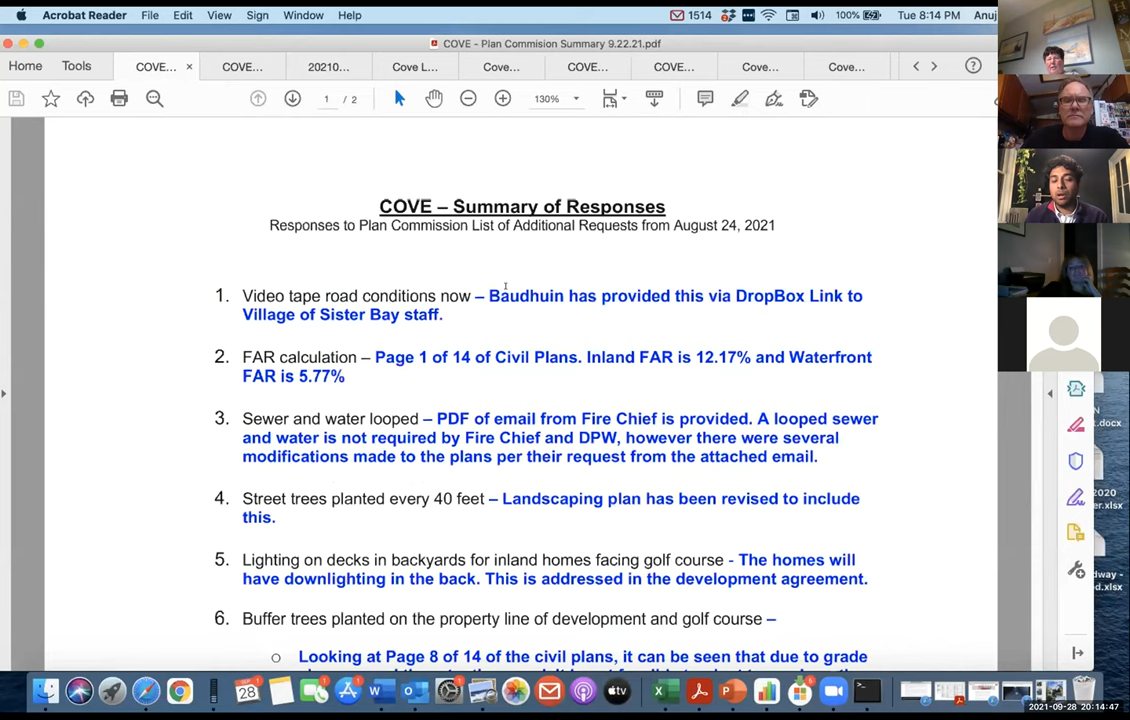 Acrobat Reader File Edit View Sign Window Help 1514 100% Tue 8:14 PM Anuj
COVE - Plan Commision Summary 9.22.21.pdf
Home Tools COVE... × COVE... 20210... Cove L... Cove... COVE... COVE... Cove... Cove...
1 / 2 130%
COVE – Summary of Responses
Responses to Plan Commission List of Additional Requests from August 24, 2021
1. Video tape road conditions now – Baudhuin has provided this via DropBox Link to
Village of Sister Bay staff.
2. FAR calculation – Page 1 of 14 of Civil Plans. Inland FAR is 12.17% and Waterfront
FAR is 5.77%
3. Sewer and water looped – PDF of email from Fire Chief is provided. A looped sewer
and water is not required by Fire Chief and DPW, however there were several
modifications made to the plans per their request from the attached email.
4. Street trees planted every 40 feet – Landscaping plan has been revised to include
this.
5. Lighting on decks in backyards for inland homes facing golf course - The homes will
have downlighting in the back. This is addressed in the development agreement.
6. Buffer trees planted on the property line of development and golf course –
o Looking at Page 8 of 14 of the civil plans, it can be seen that due to grade
N
t.docx
2020
er.xlsx
dway -
d.xlsx
28
tv
2021-09-28 20:14:47